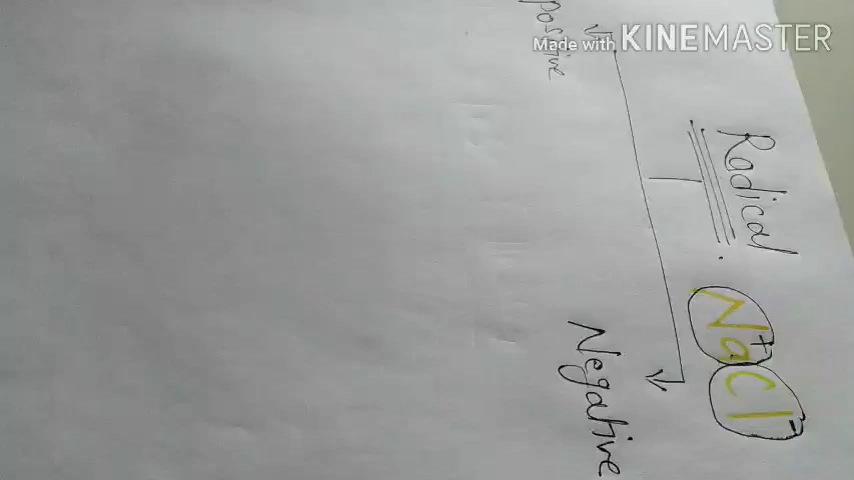 Made with KINEMASTER
Radical.
Na+ Cl-
Positive
Negative